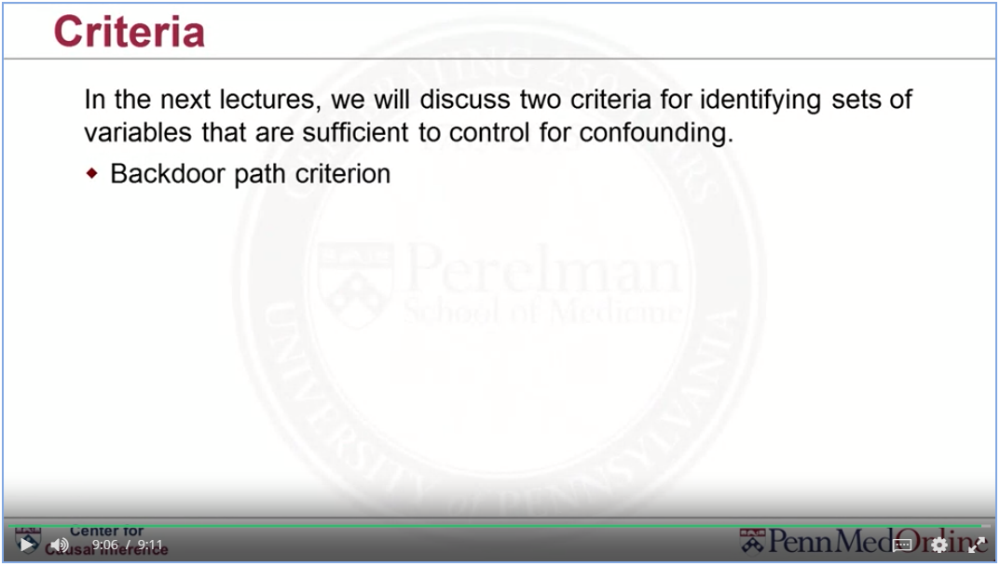 Criteria
In the next lectures, we will discuss two criteria for identifying sets of
variables that are sufficient to control for confounding.
Backdoor path criterion
Perelman
School of Medicine
UNIVERSITY of PENNSYLVANIA
Center for
Causal Inference
9:06 / 9:11
PennMedOnline